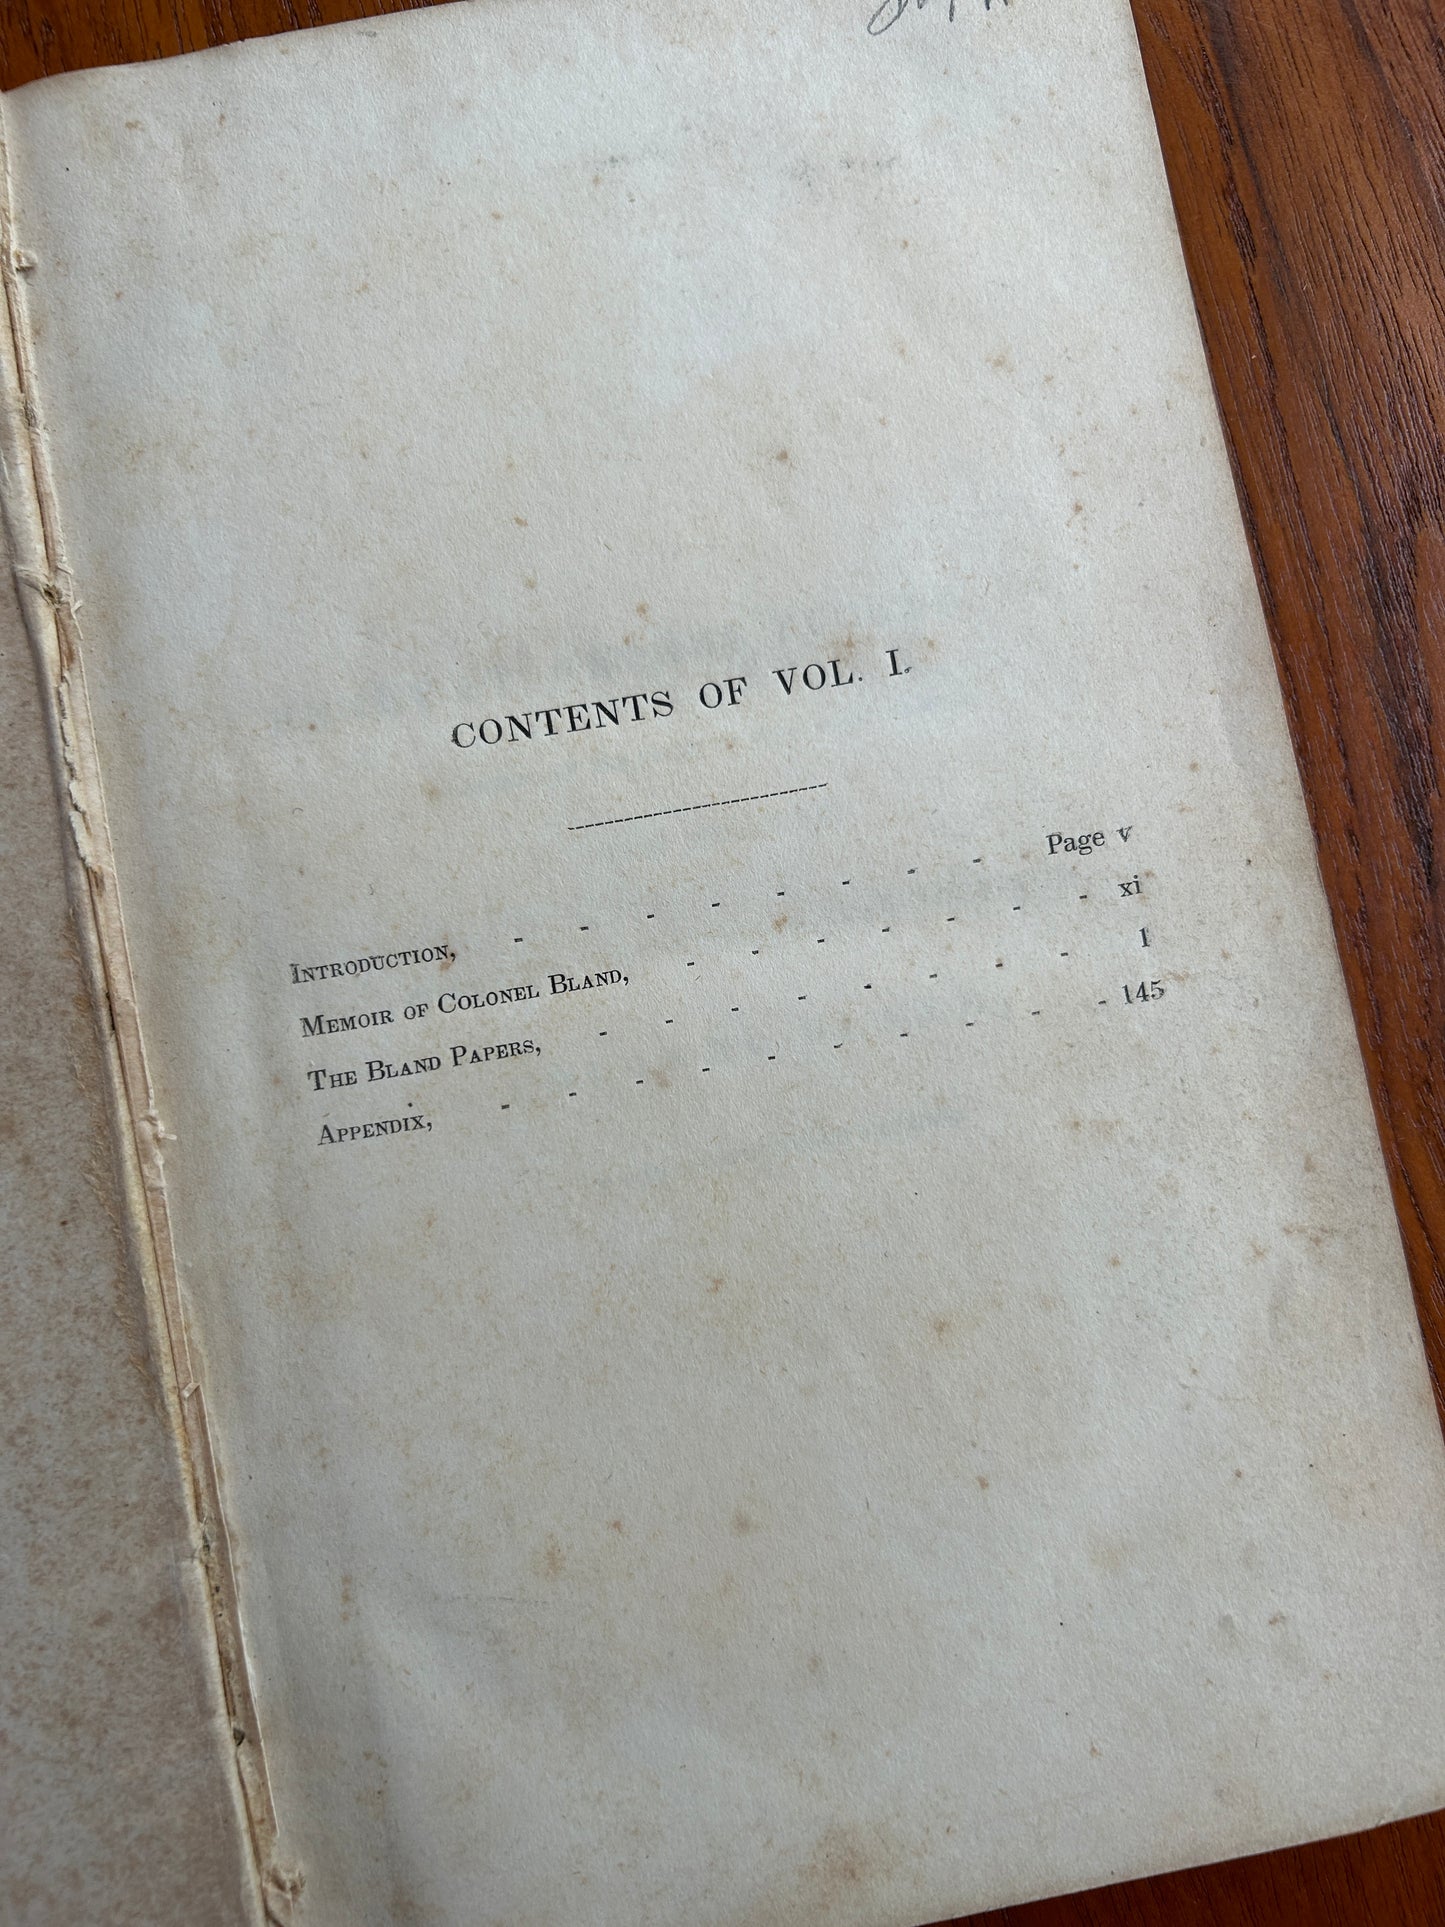 CONTENTS OF VOL. I.
Introduction, - - - - - - - - Page v
Memoir of Colonel Bland, - - - - - - - xi
The Bland Papers, - - - - - - - - 1
Appendix, - - - - - - - - - - 145